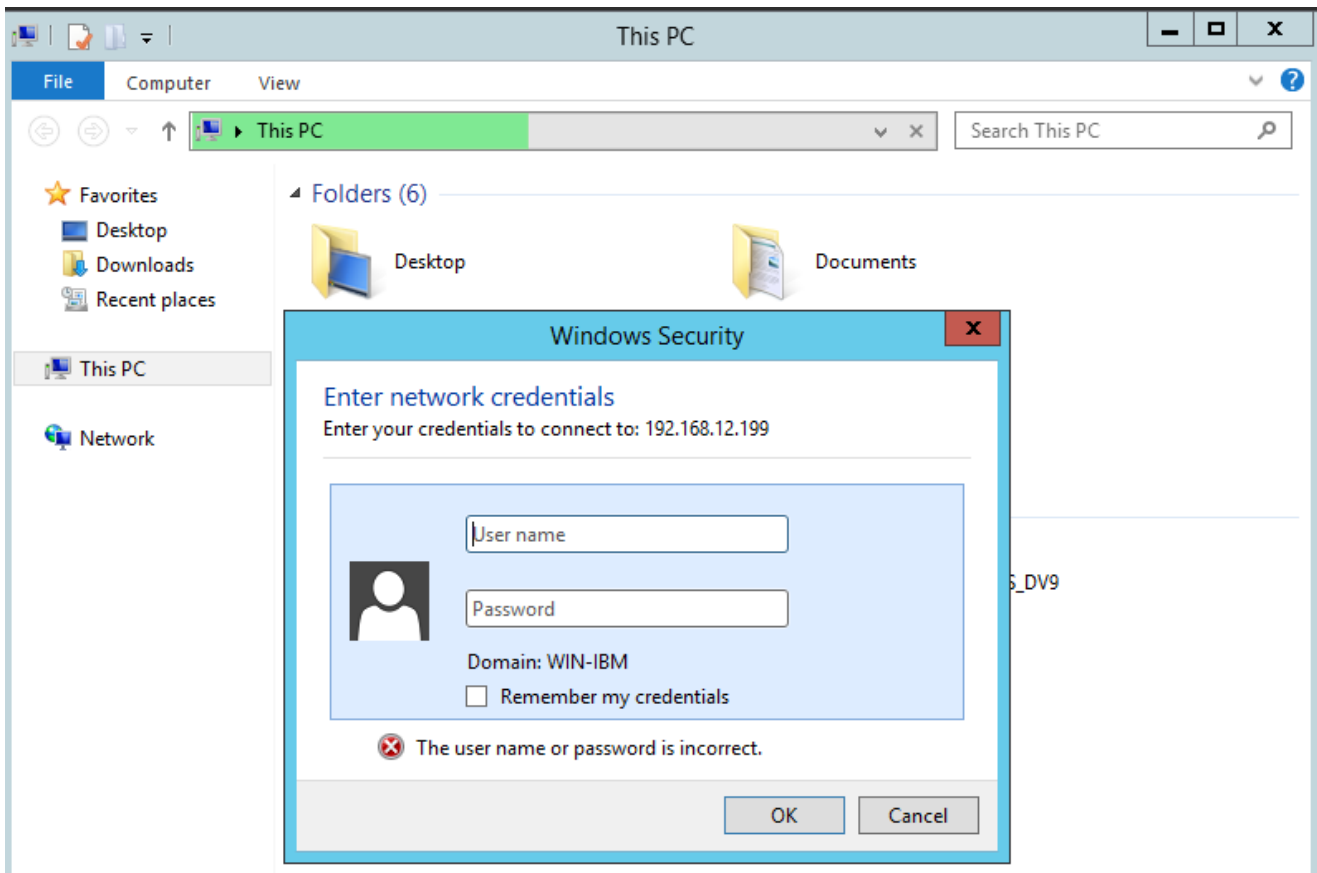 This PC
File Computer View
This PC
Search This PC
Favorites
Desktop
Downloads
Recent places
This PC
Network
Folders (6)
Desktop
Documents
S_DV9
Windows Security
Enter network credentials
Enter your credentials to connect to: 192.168.12.199
User name
Password
Domain: WIN-IBM
Remember my credentials
The user name or password is incorrect.
OK Cancel